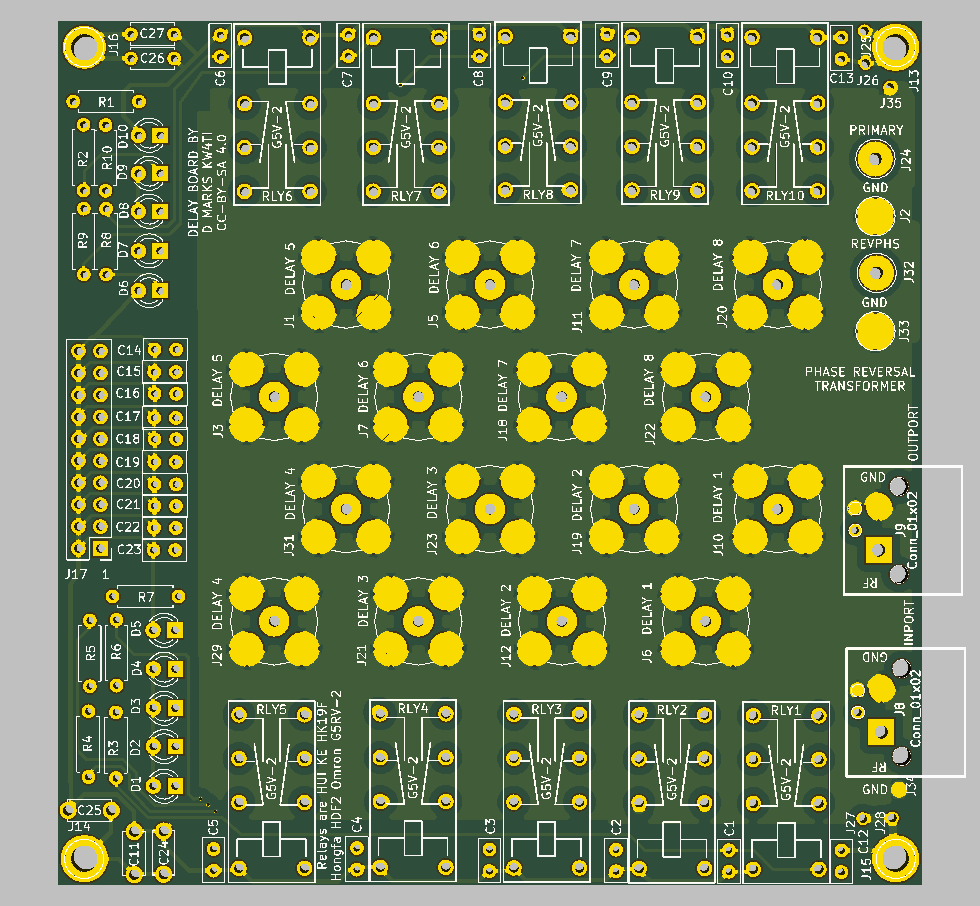 C27
C26
J16
C6
C7
C8
C9
C10
C13
J25
J26
J13
J35
R1
R2
R10
D10
D9
D8
D7
D6
R9
R8
DELAY BOARD BY
D MARKS KW4TI
CC-BY-SA 4.0
G5V-2
RLY6
G5V-2
RLY7
G5V-2
RLY8
G5V-2
RLY9
G5V-2
RLY10
PRIMARY
J24
GND
J2
REVPHS
J32
GND
J33
PHASE REVERSAL
TRANSFORMER
DELAY 5
J1
DELAY 6
J5
DELAY 7
J11
DELAY 8
J20
DELAY 5
J3
DELAY 6
J7
DELAY 7
J18
DELAY 8
J22
C14
C15
C16
C17
C18
C19
C20
C21
C22
C23
J17 1
DELAY 4
J31
DELAY 3
J23
DELAY 2
J19
DELAY 1
J10
OUTPORT
GND
J9
Conn_01x02
RF
DELAY 4
J29
DELAY 3
J21
DELAY 2
J12
DELAY 1
J6
INPORT
GND
J8
Conn_01x02
RF
GND
J34
R7
R5
R6
D5
D4
D3
D2
D1
R4
R3
C25
J14
C11
C24
C5
RLY5
G5V-2
Relays are HUI KE HK19F
Hongfa HDF2 Omron G5RV-2
C4
RLY4
G5V-2
C3
RLY3
G5V-2
C2
RLY2
G5V-2
C1
RLY1
G5V-2
J27
J28
C12
J15